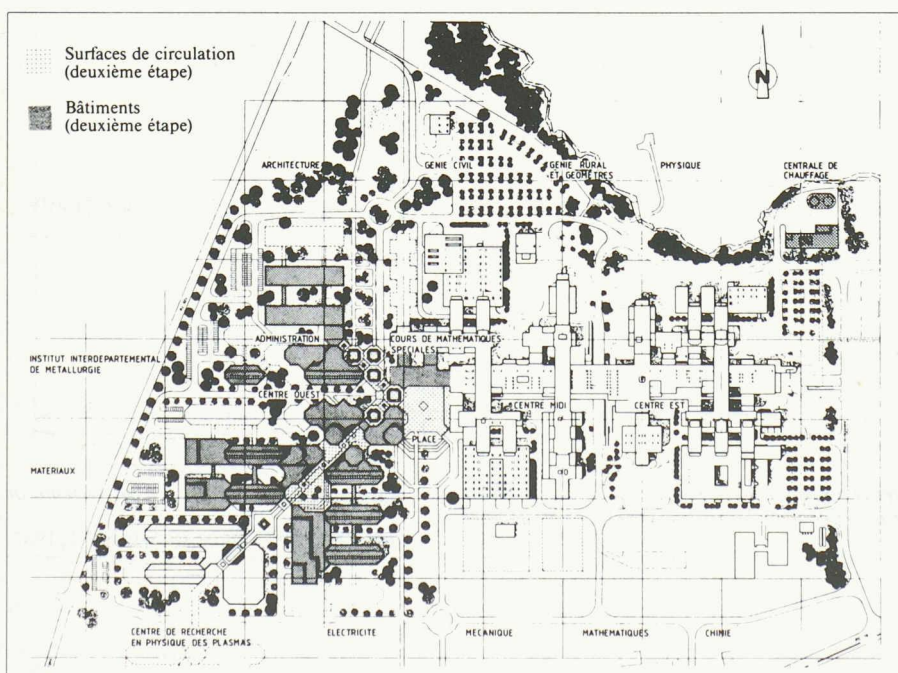 Surfaces de circulation
(deuxième étape)
Bâtiments
(deuxième étape)
N
ARCHITECTURE
GENIE CIVIL
GENIE RURAL
ET GEOMETRES
PHYSIQUE
CENTRALE DE
CHAUFFAGE
ADMINISTRATION
COURS DE MATHEMATIQUES
SPECIALES
INSTITUT INTERDEPARTEMENTAL
DE METALLURGIE
CENTRE OUEST
CENTRE MIDI
CENTRE EST
PLACE
MATERIAUX
CENTRE DE RECHERCHE
EN PHYSIQUE DES PLASMAS
ELECTRICITE
MECANIQUE
MATHEMATIQUES
CHIMIE